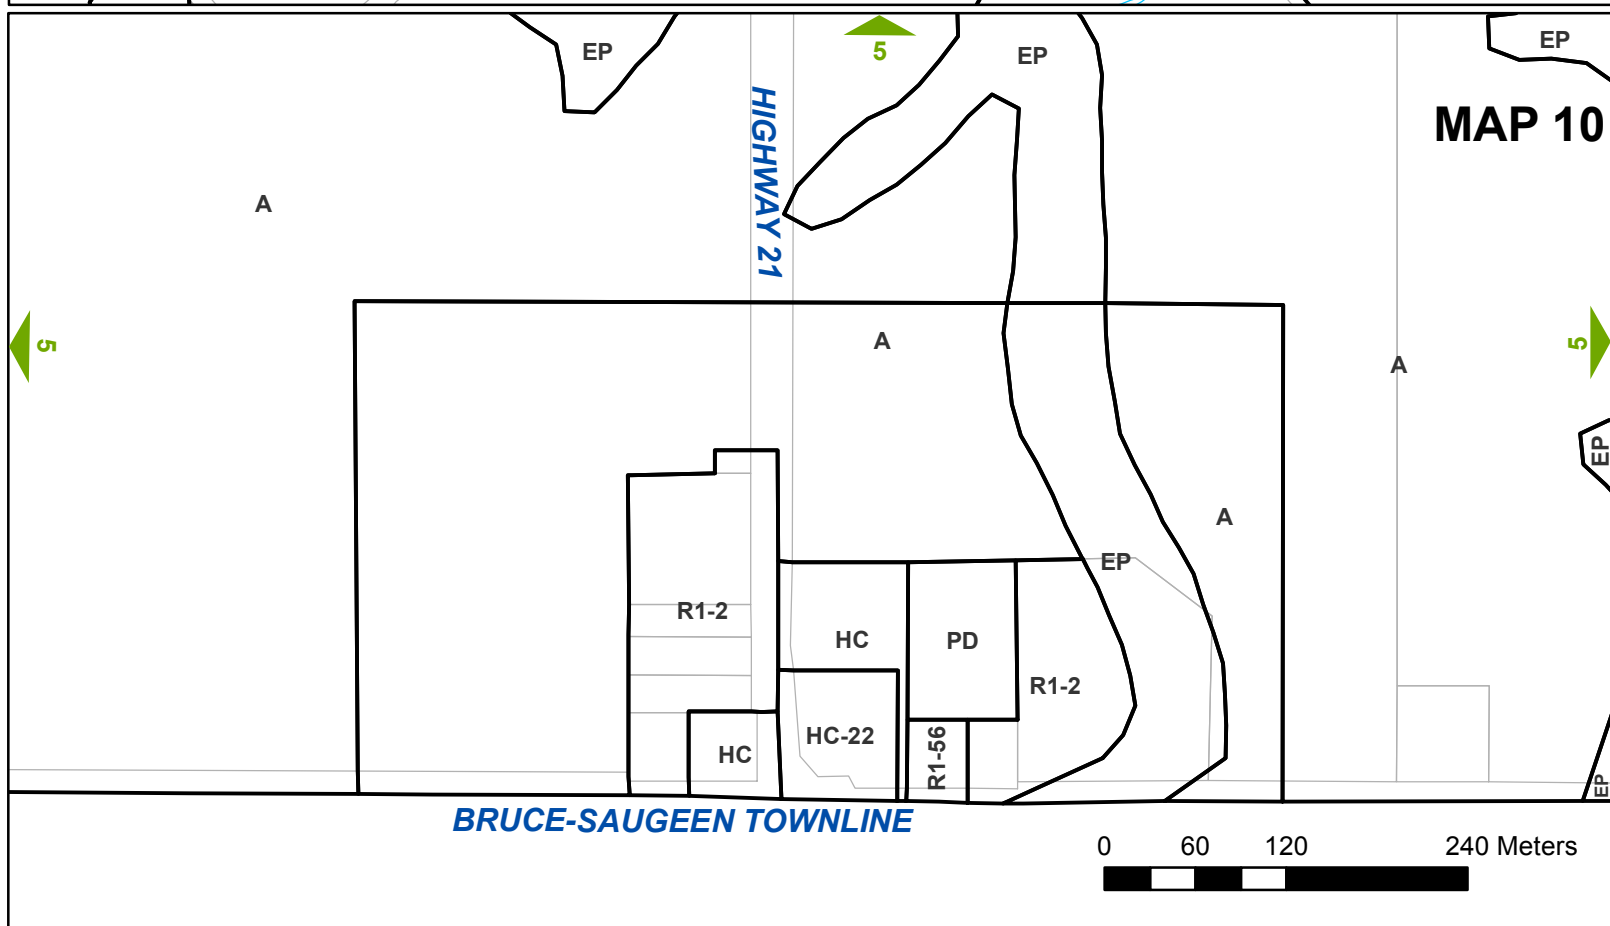 EP
5
EP
EP
MAP 10
HIGHWAY 21
A
5
A
5
A
EP
A
EP
R1-2
HC
PD
R1-2
HC-22
HC
R1-56
EP
BRUCE-SAUGEEN TOWNLINE
0 60 120 240 Meters